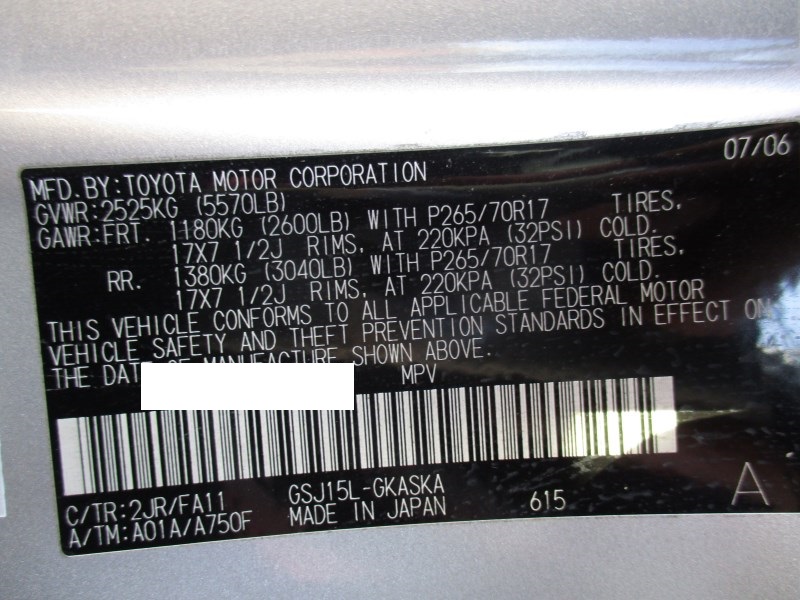 07/06
MFD.BY:TOYOTA MOTOR CORPORATION
GVWR:2525KG (5570LB)
GAWR:FRT. 1180KG (2600LB) WITH P265/70R17 TIRES,
17X7 1/2J RIMS, AT 220KPA (32PSI) COLD.
RR. 1380KG (3040LB) WITH P265/70R17 TIRES,
17X7 1/2J RIMS, AT 220KPA (32PSI) COLD.
THIS VEHICLE CONFORMS TO ALL APPLICABLE FEDERAL MOTOR
VEHICLE SAFETY AND THEFT PREVENTION STANDARDS IN EFFECT ON
THE DATE OF MANUFACTURE SHOWN ABOVE.
MPV
C/TR:2JR/FA11 GSJ15L-GKASKA
A/TM:A01A/A750F MADE IN JAPAN 615 A